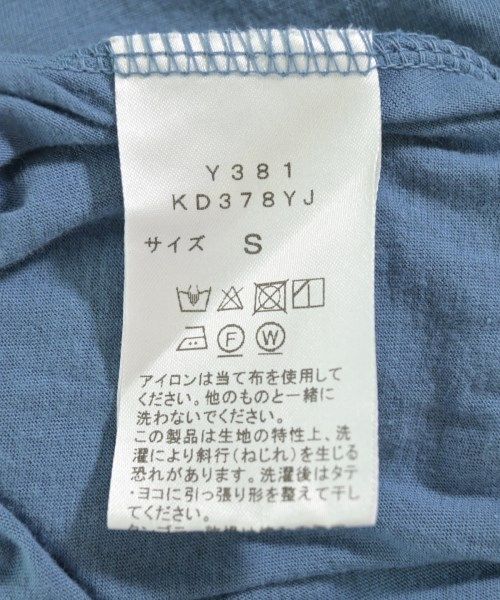 Y381
KD378YJ
サイズ S
F W
アイロンは当て布を使用して
ください。他のものと一緒に
洗わないでください。
この製品は生地の特性上、洗
濯により斜行(ねじれ)を生じる
恐れがあります。洗濯後はタテ
・ヨコに引っ張り形を整えて干し
てください。